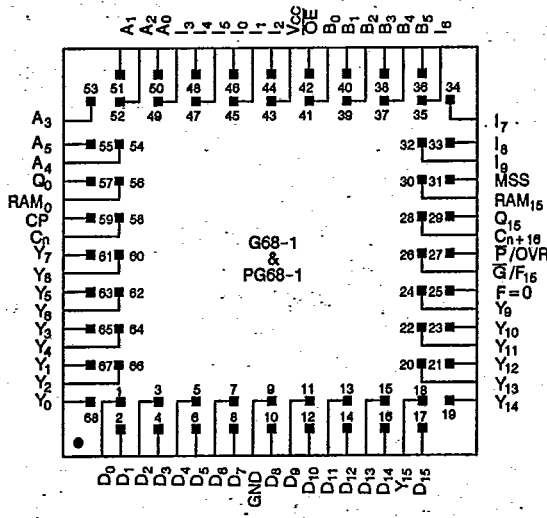 A₁ A₂ A₀ I₃ I₄ I₅ I₀ I₁ I₂ VCC O̅E̅ B₀ B₁ B₂ B₃ B₄ B₅ I₆
53 51 50 48 46 44 42 40 38 36 34
52 49 47 45 43 41 39 37 35
A₃ I₇
A₅ 55 54 32 33 I₈
A₄ I₉
Q₀ 57 56 30 31 MSS
RAM₀ RAM₁₅
CP 59 58 28 29 Q₁₅
Cₙ Cₙ₊₁₆
Y₇ 61 60 26 27 P̅/OVR
Y₈ G̅/F₁₅
Y₅ 63 62 24 25 F=0
Y₆ Y₉
Y₃ 65 64 22 23 Y₁₀
Y₄ Y₁₁
Y₁ 67 66 20 21 Y₁₂
Y₂ Y₁₃
Y₀ 68 19 Y₁₄
G68-1
&
PG68-1
1 3 5 7 9 11 13 15 18
2 4 6 8 10 12 14 16 17
D₀ D₁ D₂ D₃ D₄ D₅ D₆ D₇ GND D₈ D₉ D₁₀ D₁₁ D₁₂ D₁₃ D₁₄ Y₁₅ D₁₅